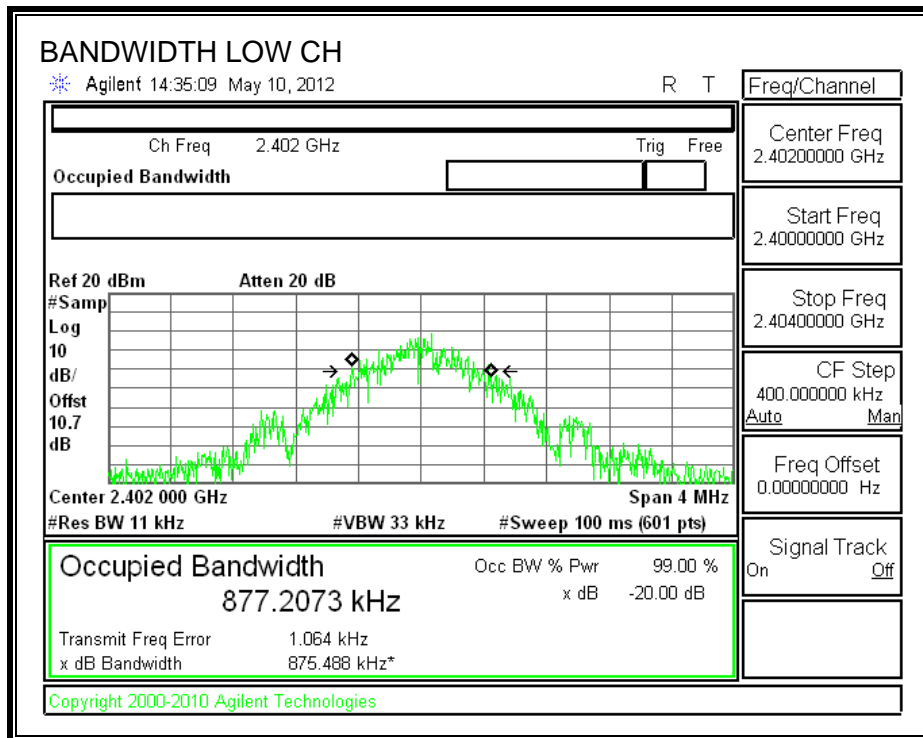 BANDWIDTH LOW CH
Agilent 14:35:09 May 10, 2012 R T
Ch Freq 2.402 GHz Trig Free
Occupied Bandwidth
Ref 20 dBm Atten 20 dB
#Samp
Log
10
dB/
Offst
10.7
dB
Center 2.402 000 GHz Span 4 MHz
#Res BW 11 kHz #VBW 33 kHz #Sweep 100 ms (601 pts)
Occupied Bandwidth
877.2073 kHz
Occ BW % Pwr 99.00 %
x dB -20.00 dB
Transmit Freq Error 1.064 kHz
x dB Bandwidth 875.488 kHz*
Copyright 2000-2010 Agilent Technologies
Freq/Channel
Center Freq
2.40200000 GHz
Start Freq
2.40000000 GHz
Stop Freq
2.40400000 GHz
CF Step
400.000000 kHz
Auto Man
Freq Offset
0.00000000 Hz
Signal Track
On Off